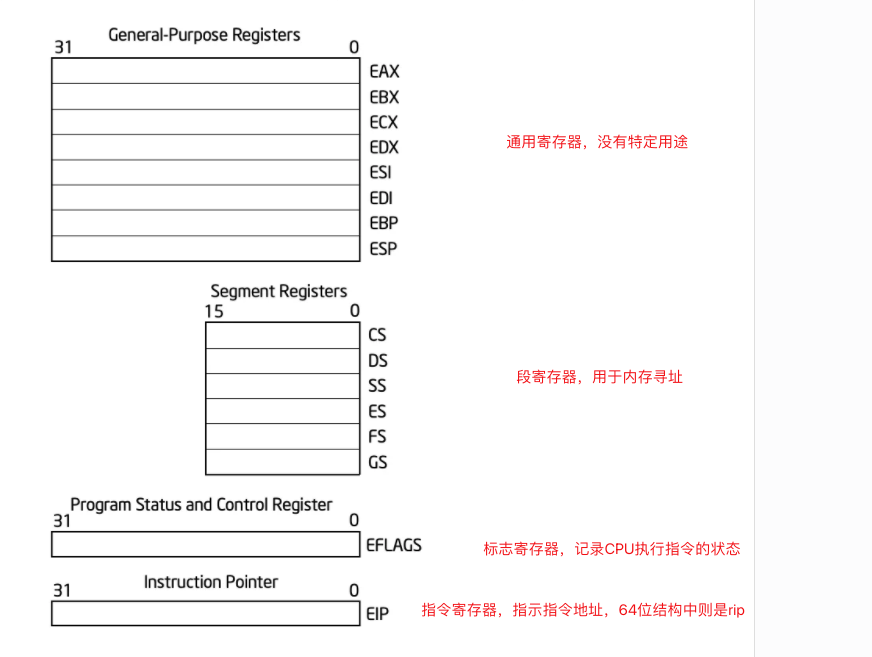 General-Purpose Registers
31 0
EAX
EBX
ECX
EDX
ESI
EDI
EBP
ESP
通用寄存器，没有特定用途
Segment Registers
15 0
CS
DS
SS
ES
FS
GS
段寄存器，用于内存寻址
Program Status and Control Register
31 0
EFLAGS
标志寄存器，记录CPU执行指令的状态
Instruction Pointer
31 0
EIP
指令寄存器，指示指令地址，64位结构中则是rip